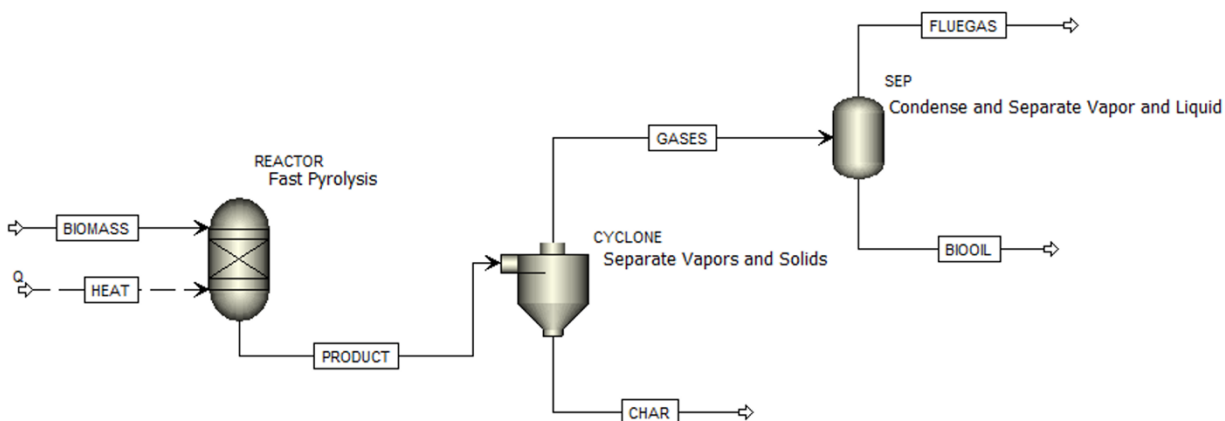 FLUEGAS
SEP
Condense and Separate Vapor and Liquid
GASES
REACTOR
Fast Pyrolysis
BIOMASS
CYCLONE
Separate Vapors and Solids
BIOOIL
Q
HEAT
PRODUCT
CHAR